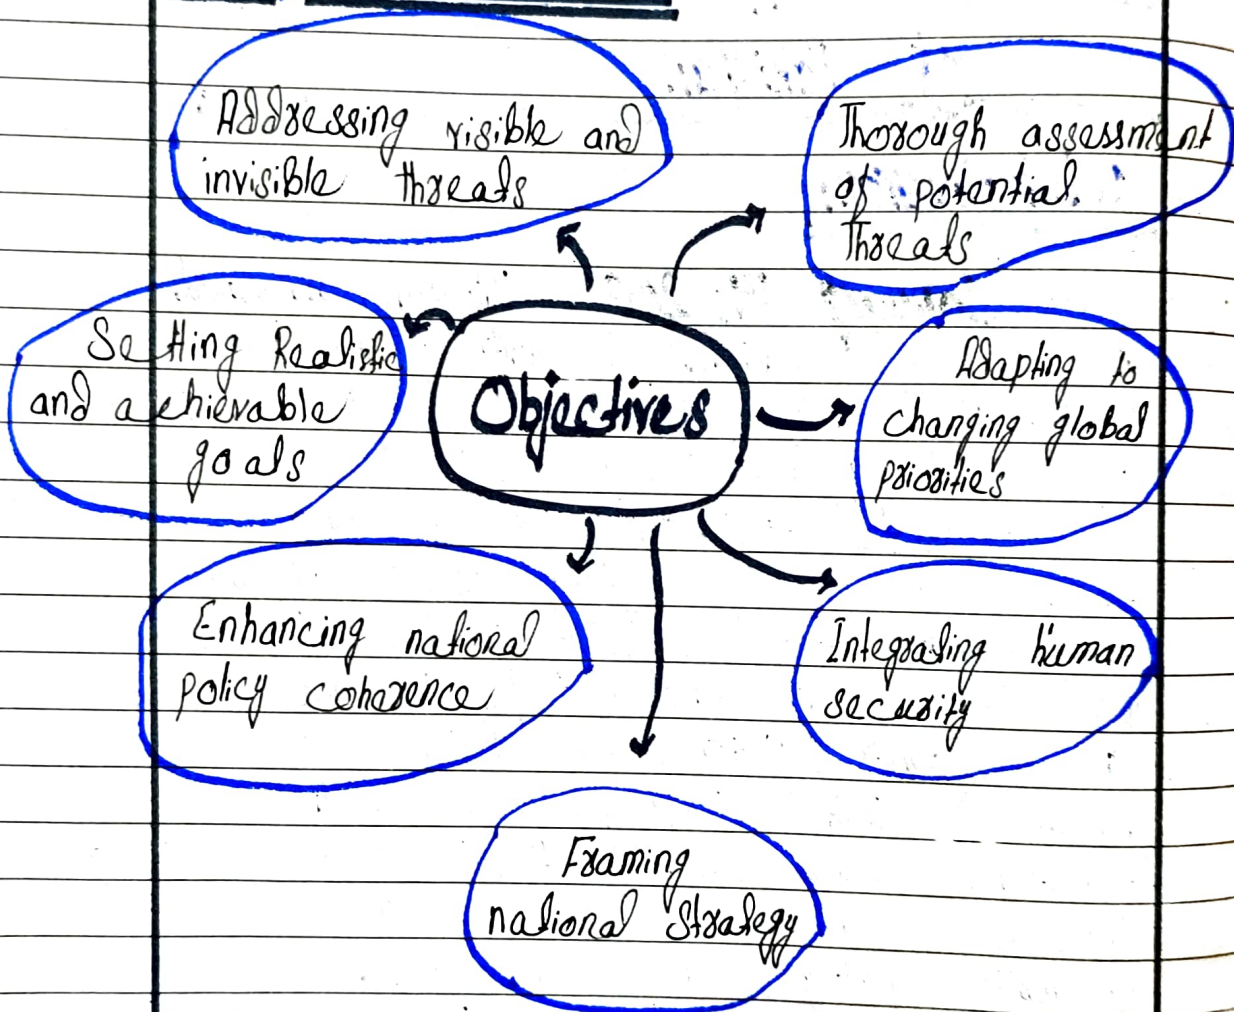 Addressing visible and
invisible threats
Thorough assessment
of potential
Threats
Setting Realistic
and achievable
goals
Objectives
Adapting to
changing global
priorities
Enhancing national
policy coherence
Integrating human
security
Framing
national strategy